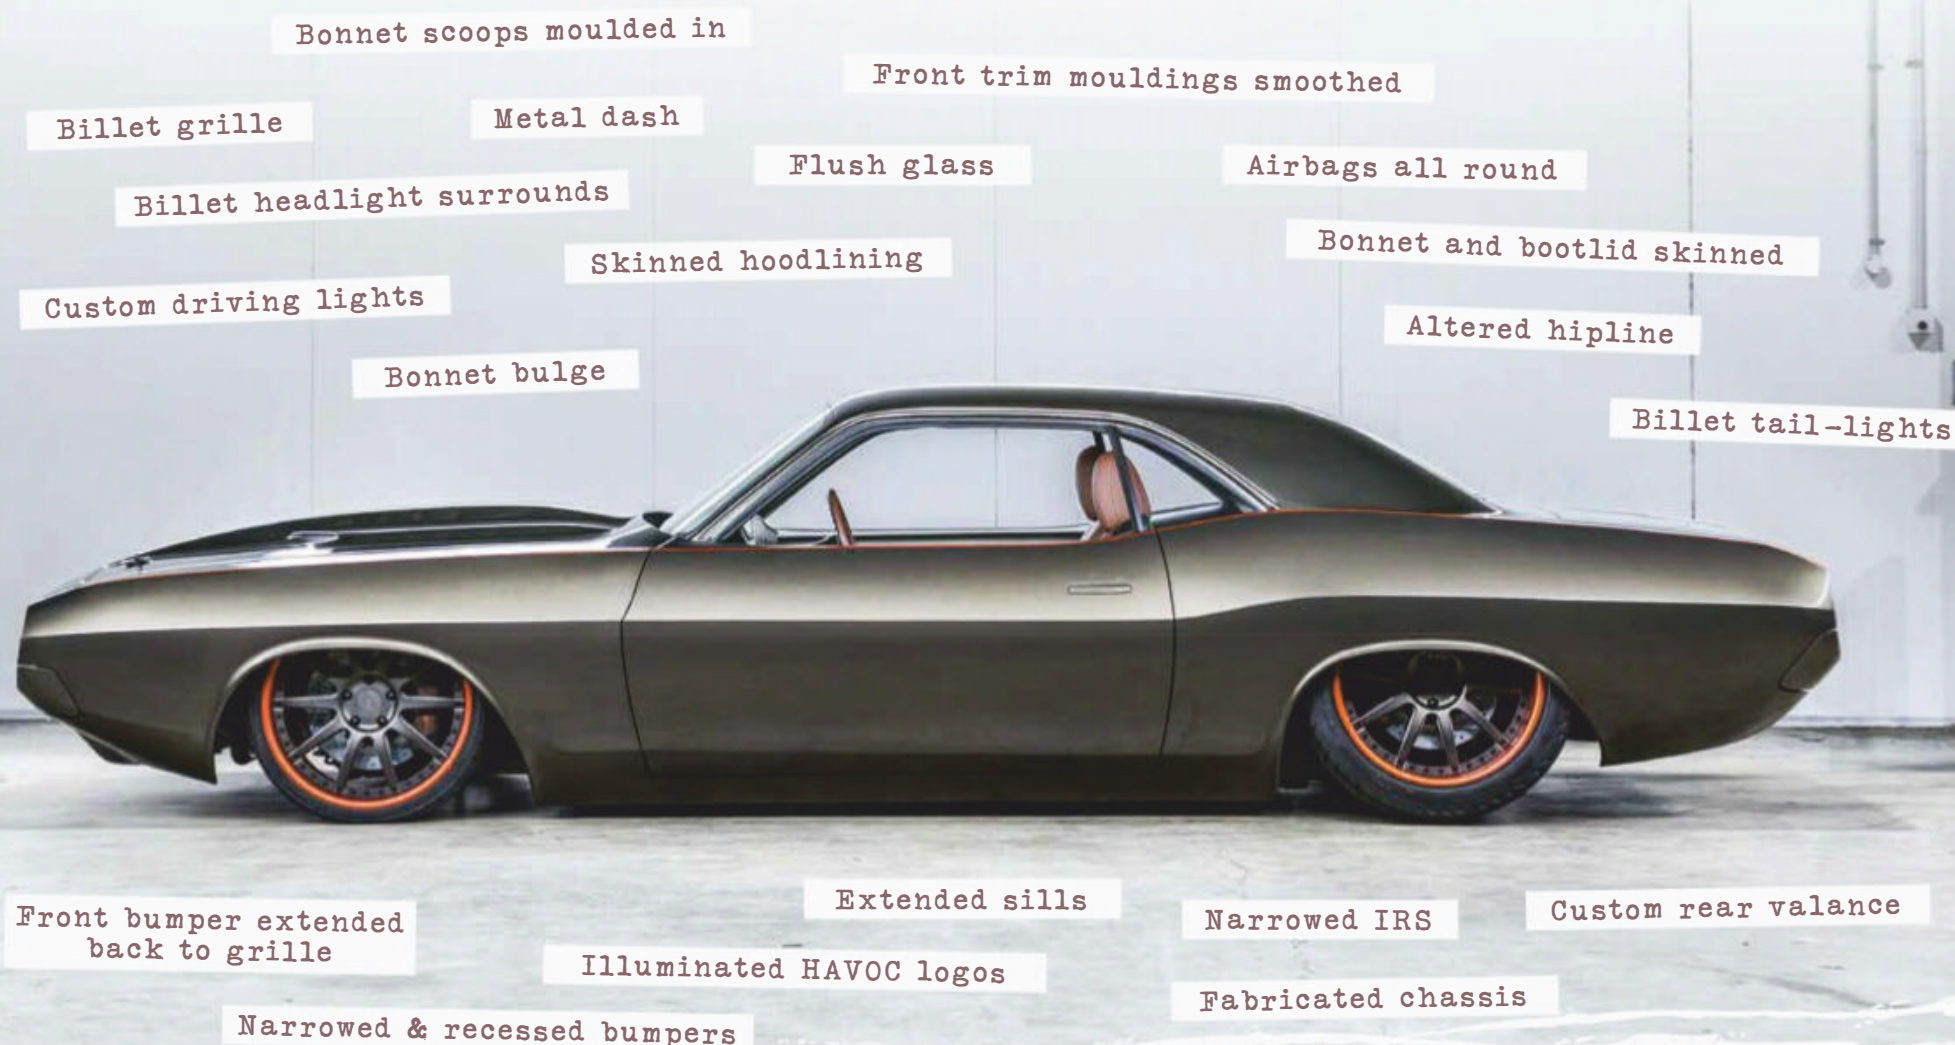 Bonnet scoops moulded in
Front trim mouldings smoothed
Billet grille
Metal dash
Flush glass
Airbags all round
Billet headlight surrounds
Skinned hoodlining
Bonnet and bootlid skinned
Custom driving lights
Altered hipline
Bonnet bulge
Billet tail-lights
Extended sills
Front bumper extended
back to grille
Narrowed IRS
Custom rear valance
Illuminated HAVOC logos
Fabricated chassis
Narrowed & recessed bumpers